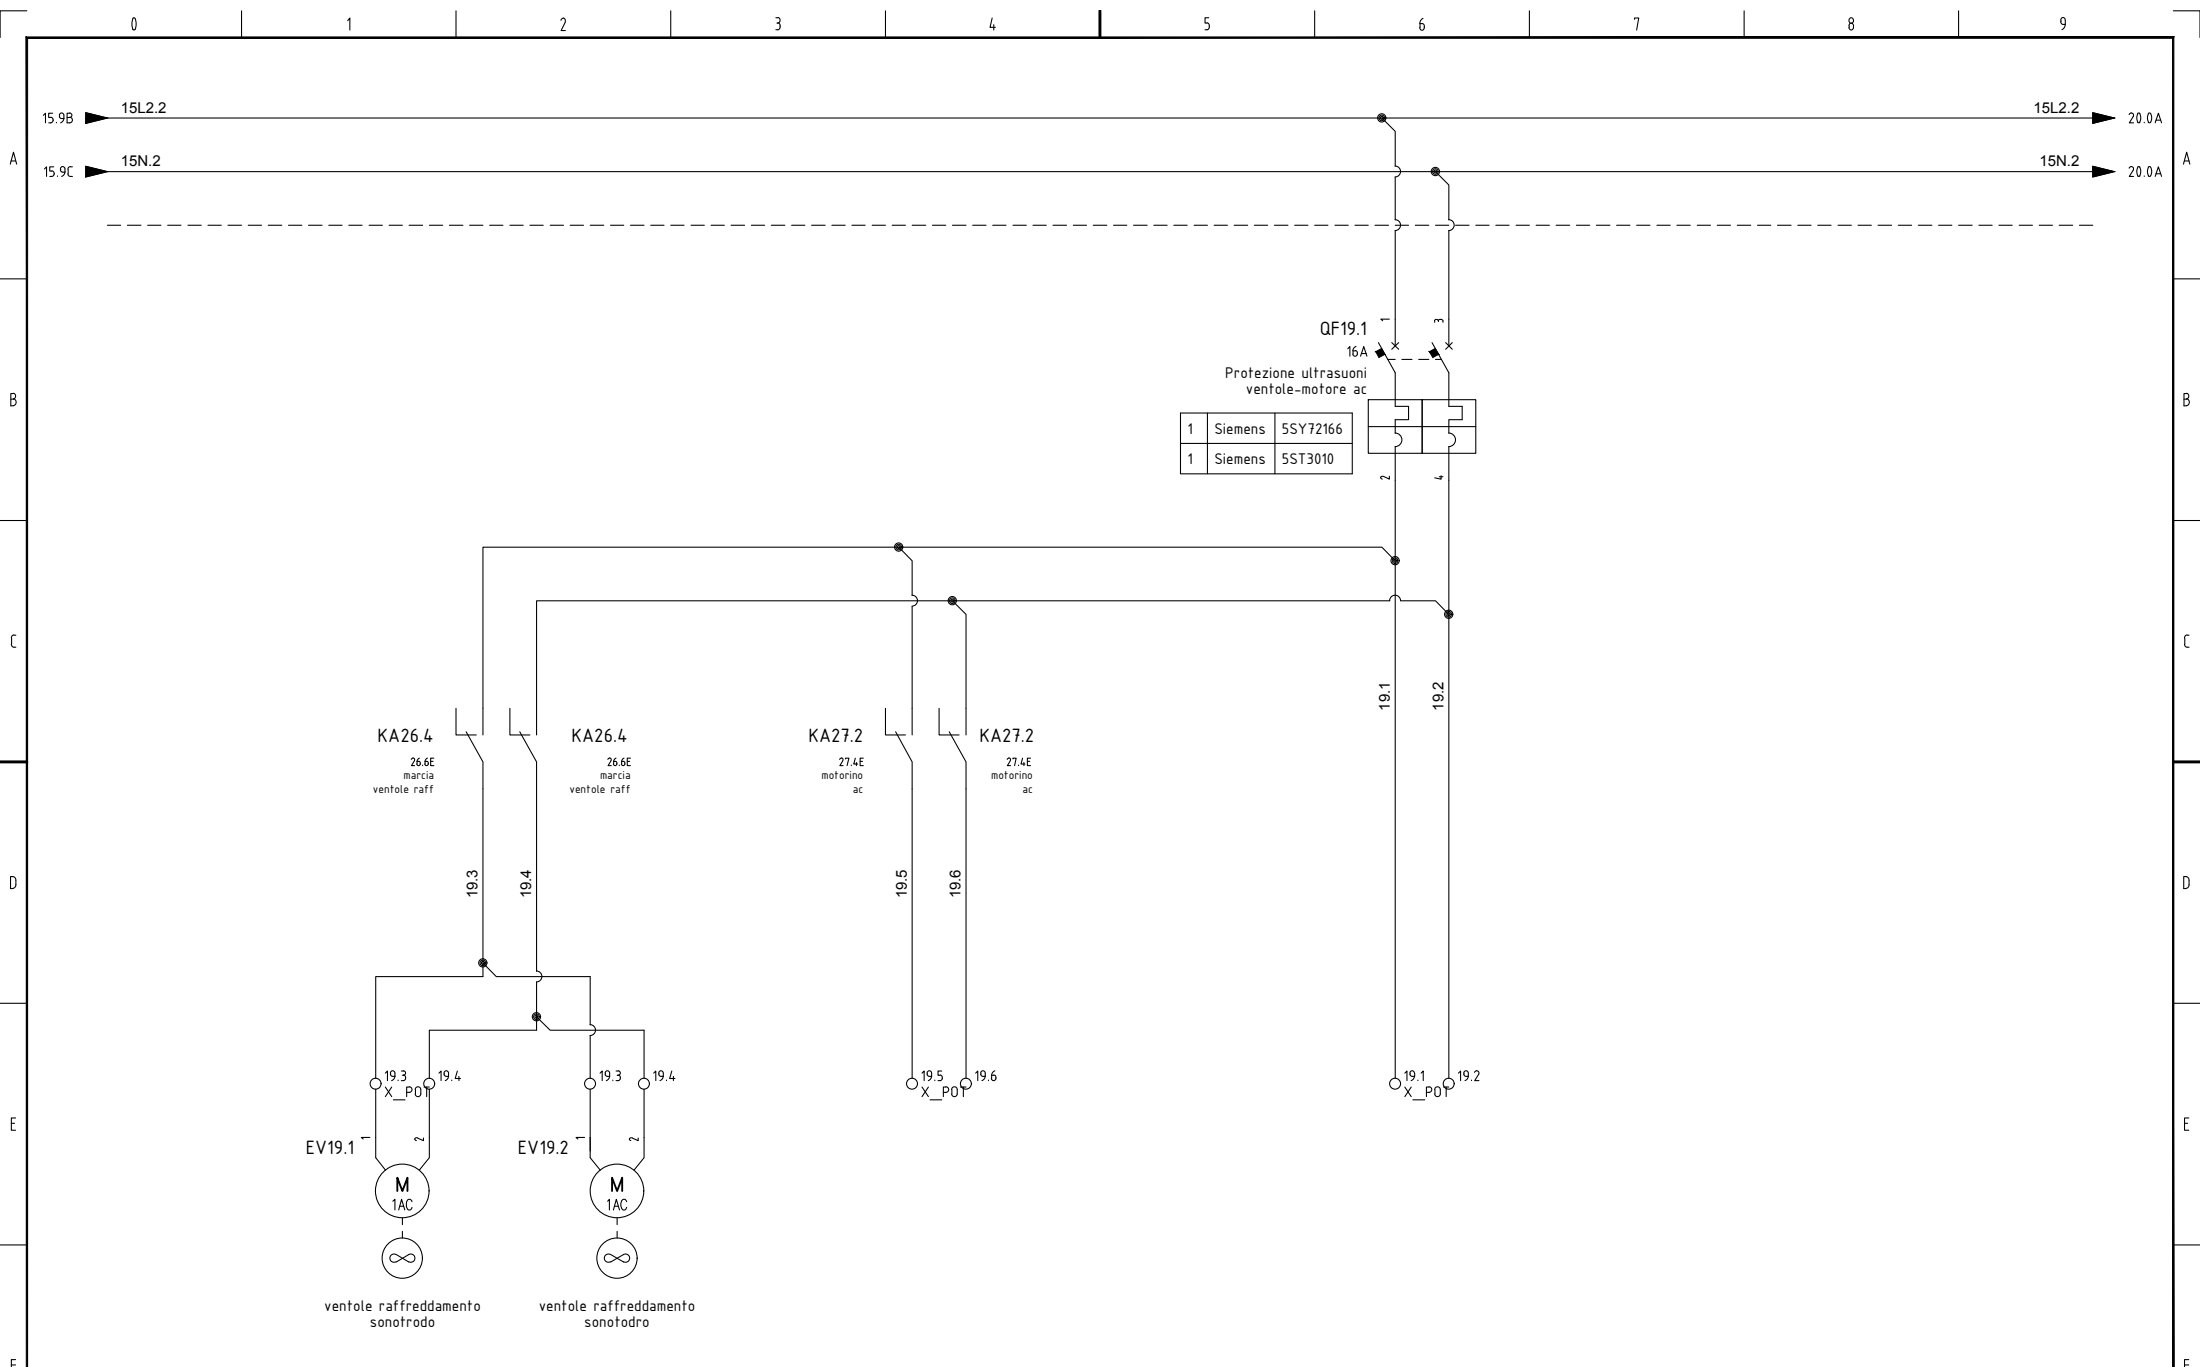 0 1 2 3 4 5 6 7 8 9
15L2.2 15L2.2
15.9B 20.0A
A A
15N.2 15N.2
15.9C 20.0A
QF19.1 1 3
16A
Protezione ultrasuoni
ventole-motore ac
B B
1 Siemens 5SY72166
1 Siemens 5ST3010
2 4
C C
19.1 19.2
KA26.4 KA26.4 KA27.2 KA27.2
26.6E 26.6E 27.4E 27.4E
marcia marcia motorino motorino
ventole raff ventole raff ac ac
19.3 19.4 19.5 19.6
D D
19.3 19.4 19.3 19.4 19.5 19.6 19.1 19.2
X_POT X_POT X_POT
E E
EV19.1 1 2 EV19.2 1 2
M M
1AC 1AC
ventole raffreddamento ventole raffreddamento
sonotrodo sonotodro
F F